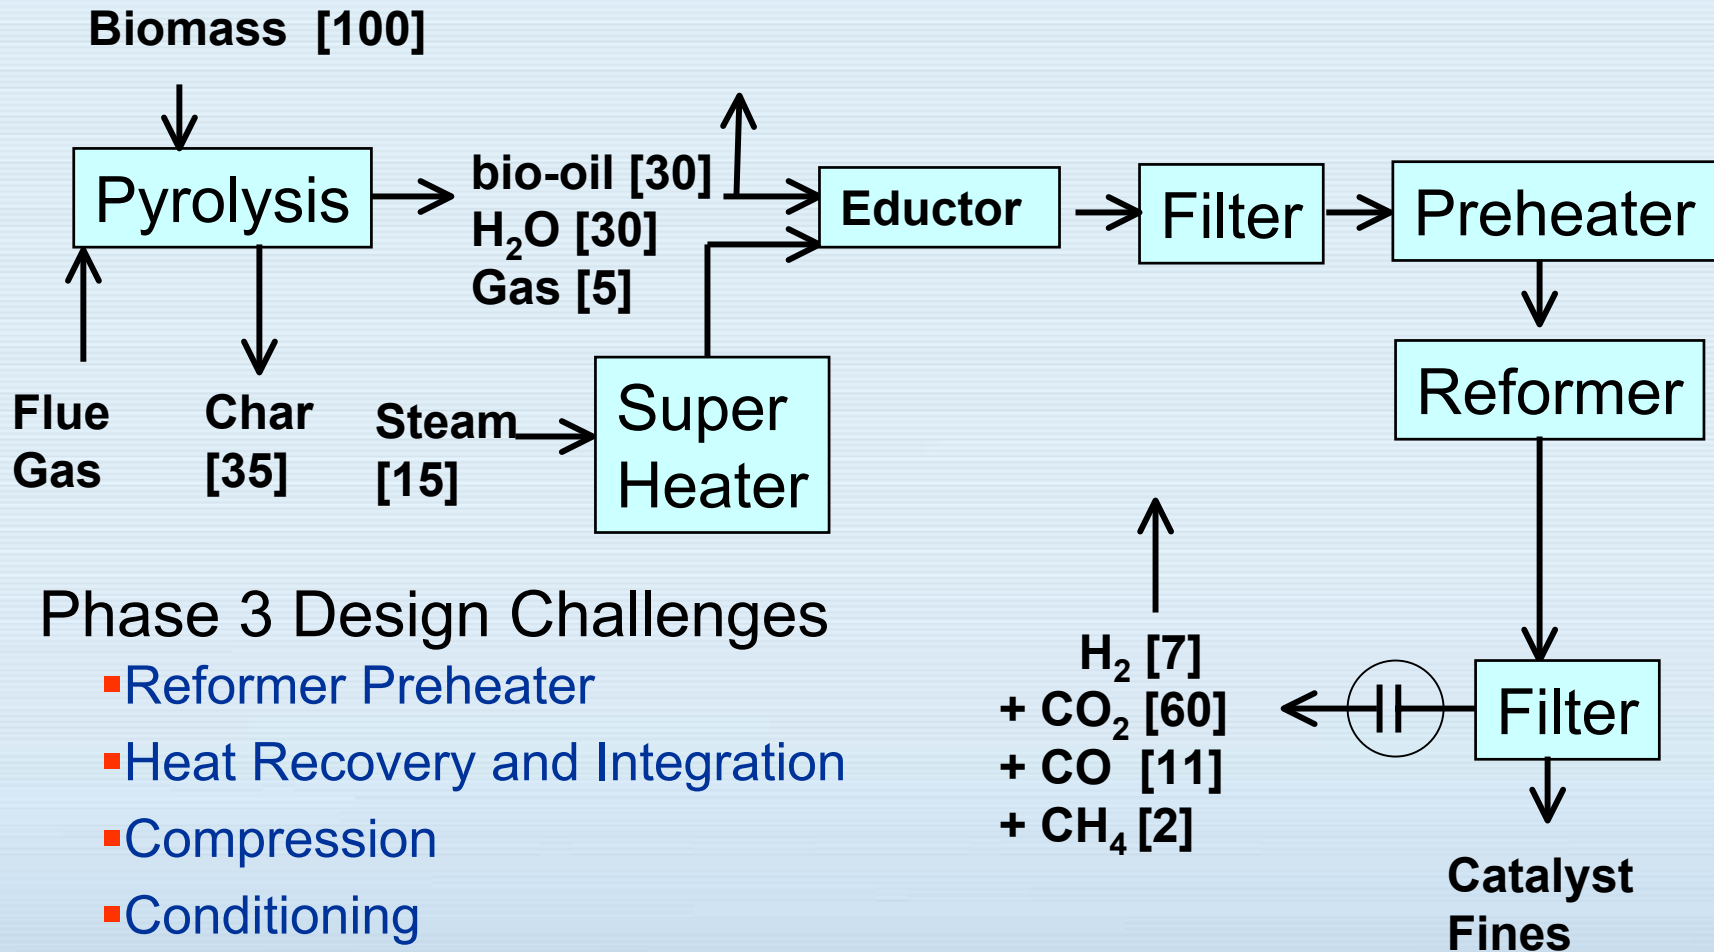 Biomass [100]
Pyrolysis
bio-oil [30]
H₂O [30]
Gas [5]
Eductor
Filter
Preheater
Flue
Gas
Char
[35]
Steam
[15]
Super
Heater
Reformer
Phase 3 Design Challenges
▪Reformer Preheater
▪Heat Recovery and Integration
▪Compression
▪Conditioning
H₂ [7]
+ CO₂ [60]
+ CO [11]
+ CH₄ [2]
Filter
Catalyst
Fines